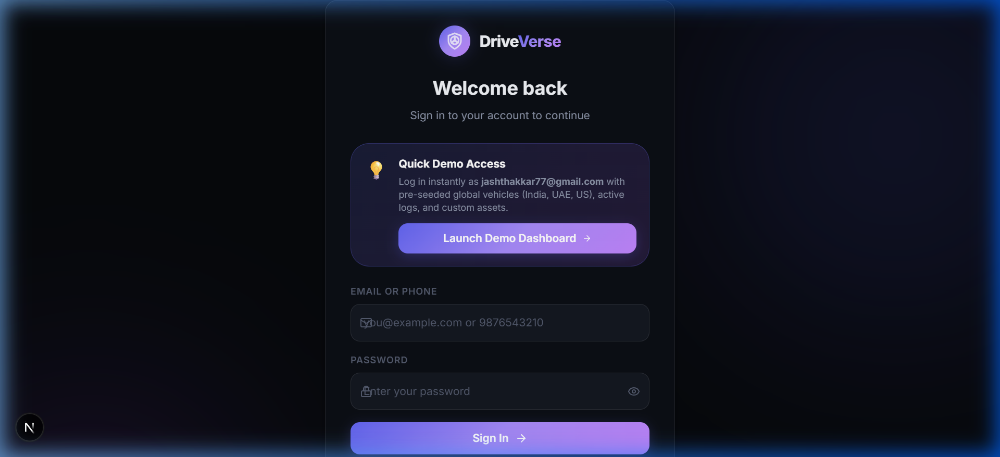 DriveVerse
Welcome back
Sign in to your account to continue
Quick Demo Access
Log in instantly as jashthakkar77@gmail.com with
pre-seeded global vehicles (India, UAE, US), active
logs, and custom assets.
Launch Demo Dashboard →
EMAIL OR PHONE
you@example.com or 9876543210
PASSWORD
Enter your password
Sign In →
N